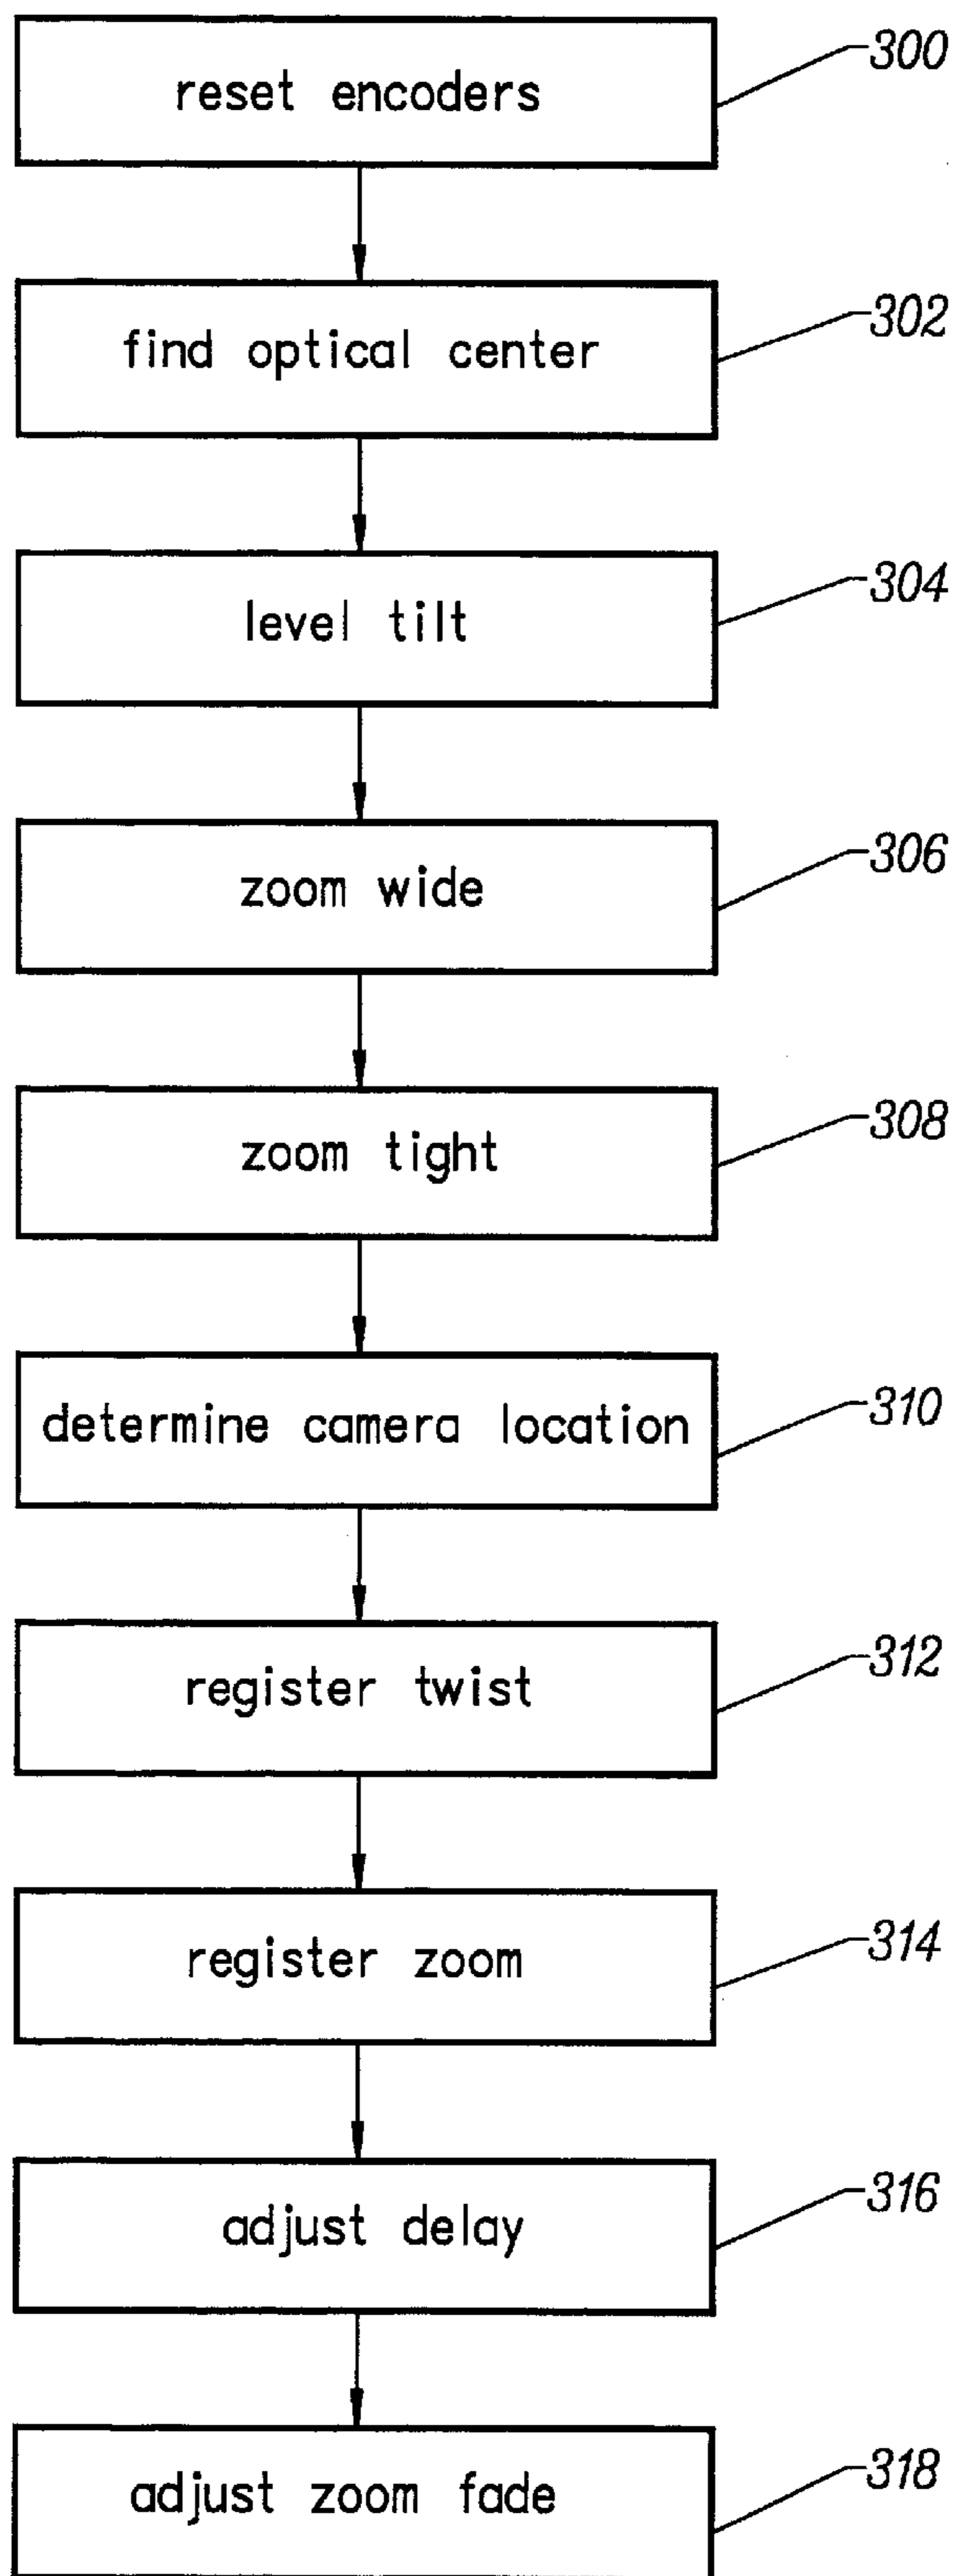 reset encoders
300
find optical center
302
level tilt
304
zoom wide
306
zoom tight
308
determine camera location
310
register twist
312
register zoom
314
adjust delay
316
adjust zoom fade
318